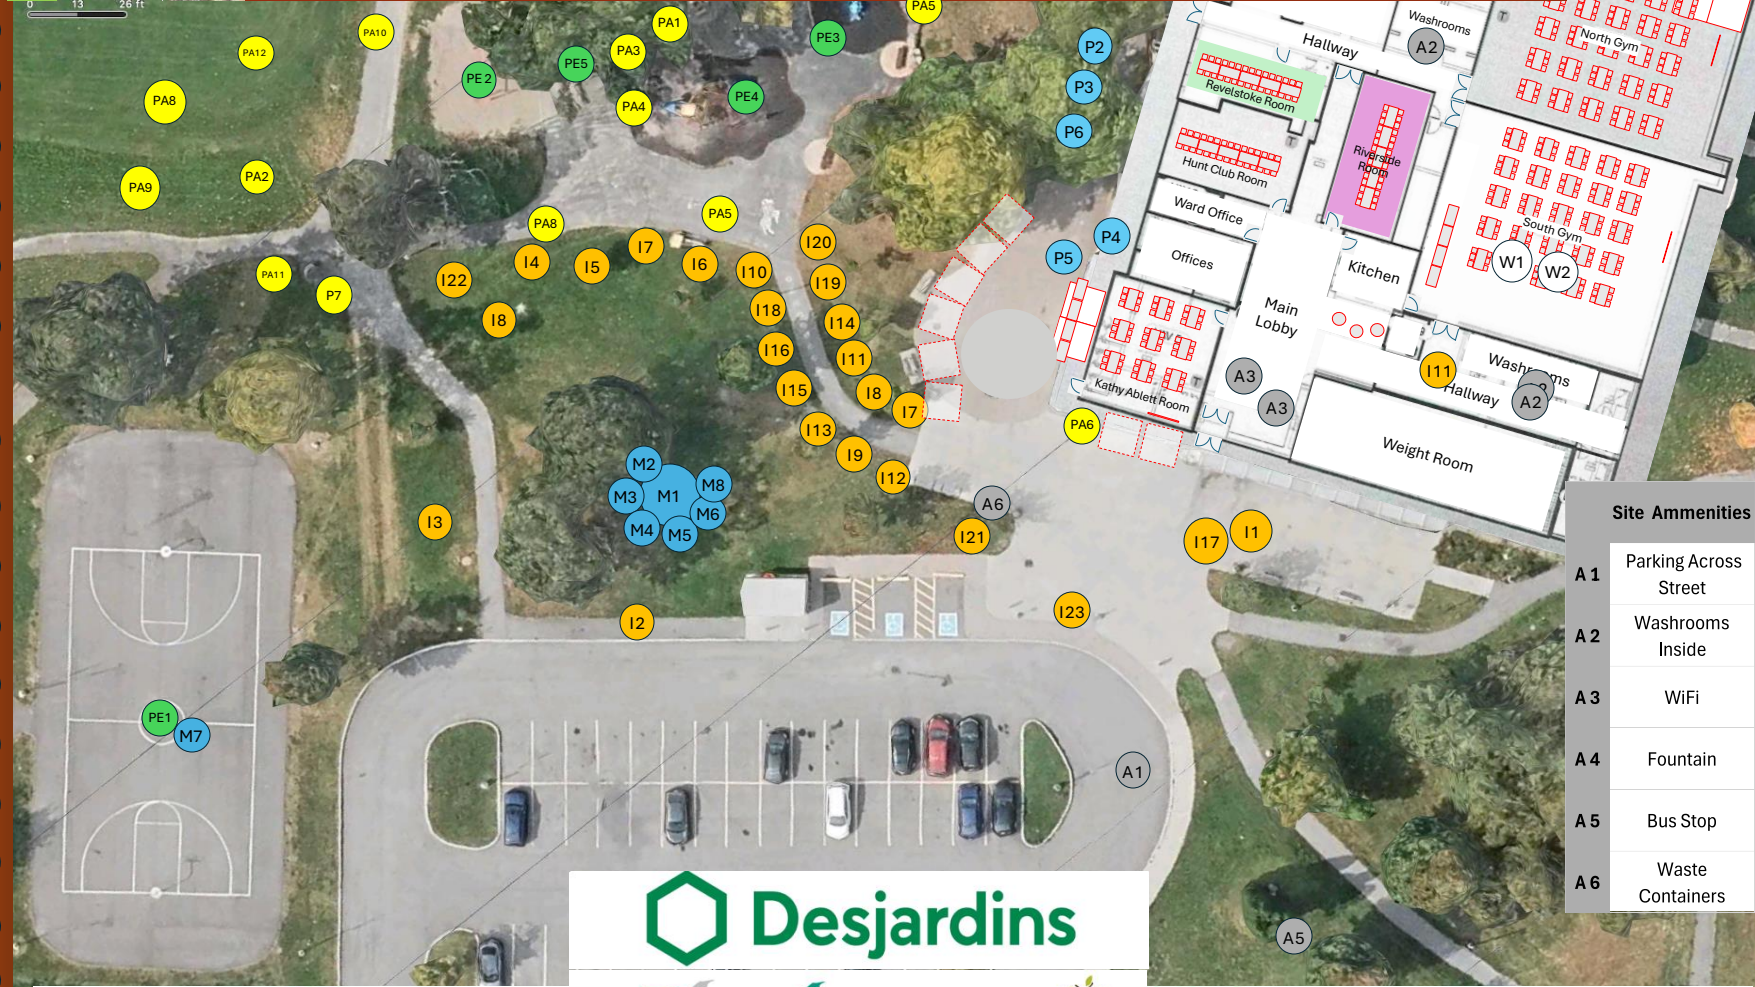 0 13 26 ft
PA10
PA12
PA8
PA9
PA2
PA11
P7
PE2
PE5
PA1
PA3
PA4
PE4
PE3
PA5
PA5
PA8
I22
I4
I5
I7
I6
I8
I10
I20
I19
I18
I14
I16
I11
I15
I8
I7
I13
I9
I12
P2
P3
P6
P4
P5
Washrooms
A2
Hallway
North Gym
Revelstoke Room
Hunt Club Room
Riverside
Room
Ward Office
South Gym
W1
W2
Offices
Kitchen
Main
Lobby
Kathy Ablett Room
A3
A3
I11
Washrooms
A2
Hallway
Weight Room
PA6
M2
M8
M3
M1
M6
M4
M5
I3
A6
I21
I17
I1
I2
I23
PE1
M7
A1
A5
Site Ammenities
A 1 Parking Across
Street
A 2 Washrooms
Inside
A 3 WiFi
A 4 Fountain
A 5 Bus Stop
A 6 Waste
Containers
Desjardins